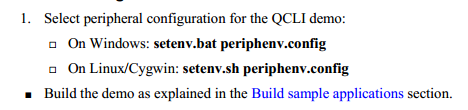 1. Select peripheral configuration for the QCLI demo:
▫ On Windows: setenv.bat periphenv.config
▫ On Linux/Cygwin: setenv.sh periphenv.config
▪ Build the demo as explained in the Build sample applications section.